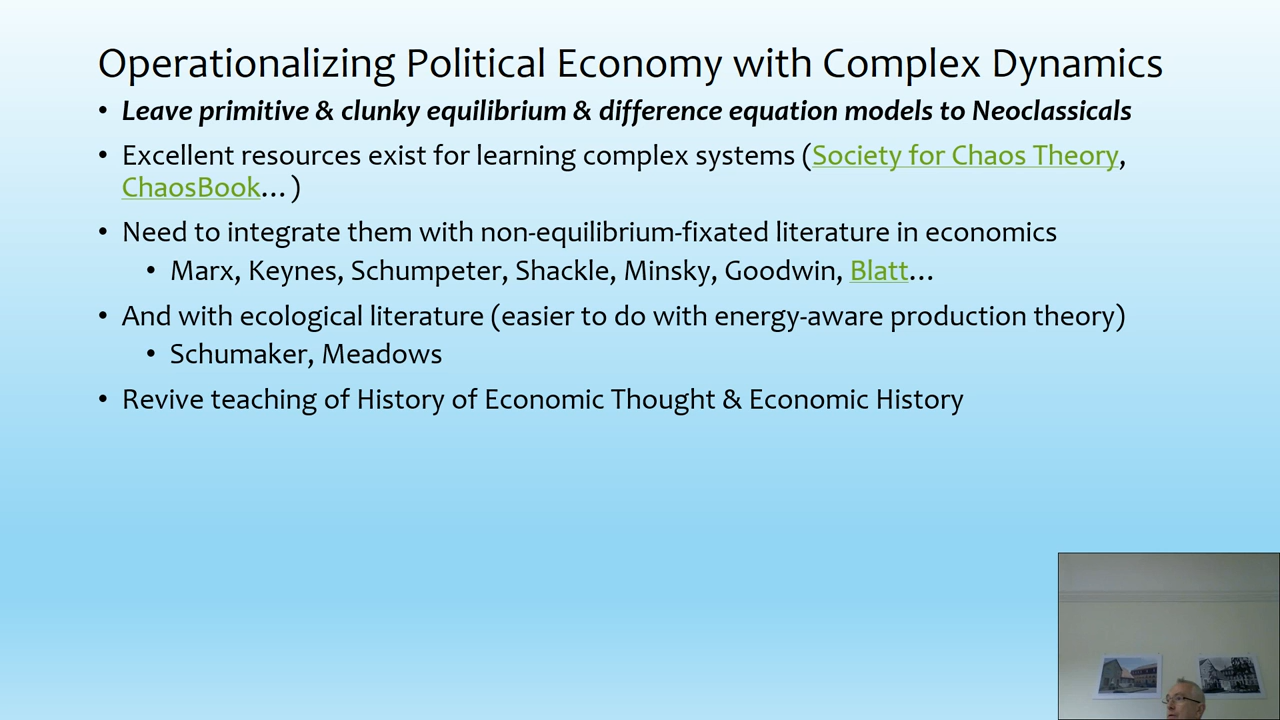 Operationalizing Political Economy with Complex Dynamics
• Leave primitive & clunky equilibrium & difference equation models to Neoclassicals
• Excellent resources exist for learning complex systems (Society for Chaos Theory,
ChaosBook…)
• Need to integrate them with non-equilibrium-fixated literature in economics
• Marx, Keynes, Schumpeter, Shackle, Minsky, Goodwin, Blatt…
• And with ecological literature (easier to do with energy-aware production theory)
• Schumaker, Meadows
• Revive teaching of History of Economic Thought & Economic History